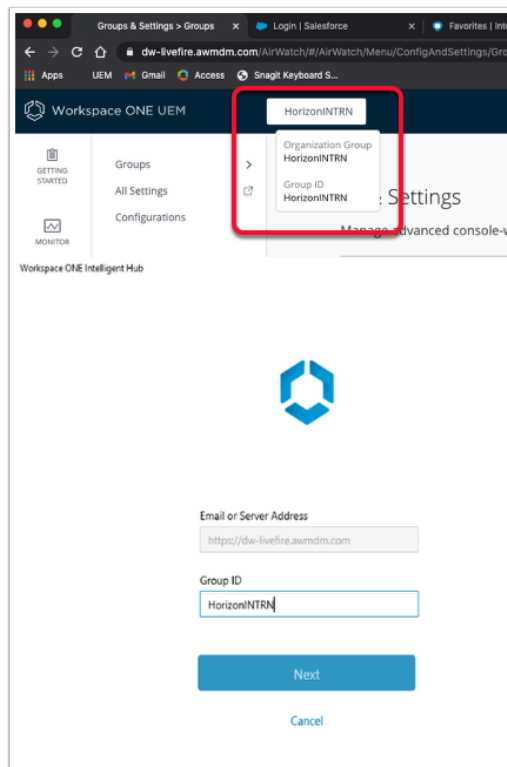 Groups & Settings > Groups
Login | Salesforce
Favorites | Int
dw-livefire.awmdm.com/AirWatch/#/AirWatch/Menu/ConfigAndSettings/Gro
Apps UEM Gmail Access Snagit Keyboard S...
Workspace ONE UEM
HorizonINTRN
GETTING
STARTED
MONITOR
Groups
All Settings
Configurations
Organization Group
HorizonINTRN
Group ID
HorizonINTRN
Settings
Manage advanced console-w
Workspace ONE Intelligent Hub
Email or Server Address
https://dw-livefire.awmdm.com
Group ID
HorizonINTRN
Next
Cancel